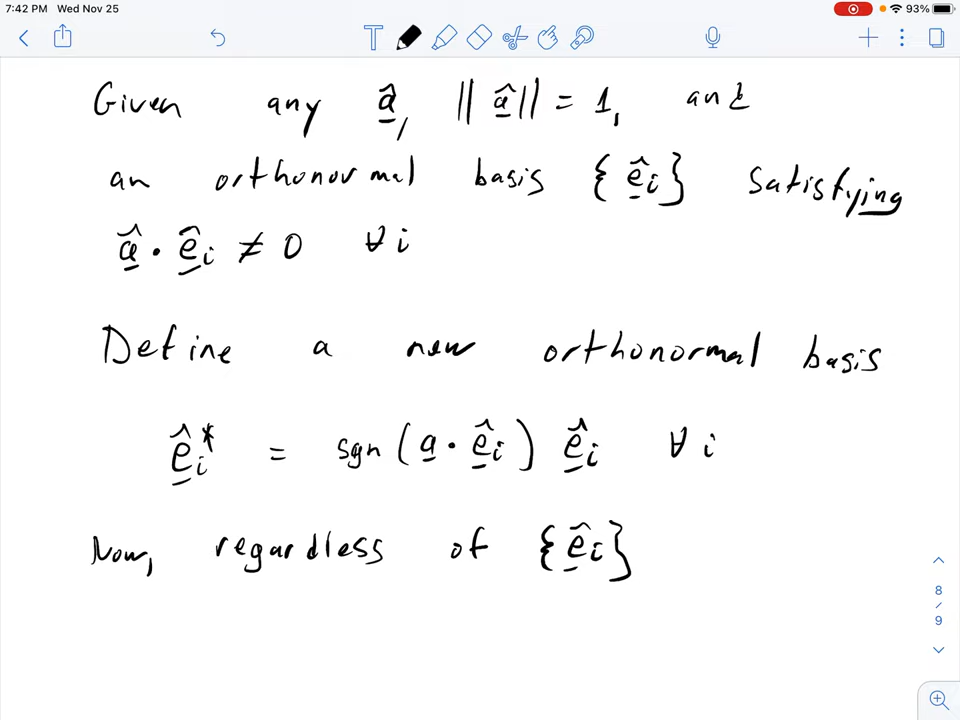 7:42 PM Wed Nov 25
93%
Given any â, ||â|| = 1, and
an orthonormal basis {êᵢ} satisfying
â · êᵢ ≠ 0 ∀ i
Define a new orthonormal basis
êᵢ* = sgn(a · êᵢ) êᵢ ∀ i
Now, regardless of {êᵢ}
8
/
9